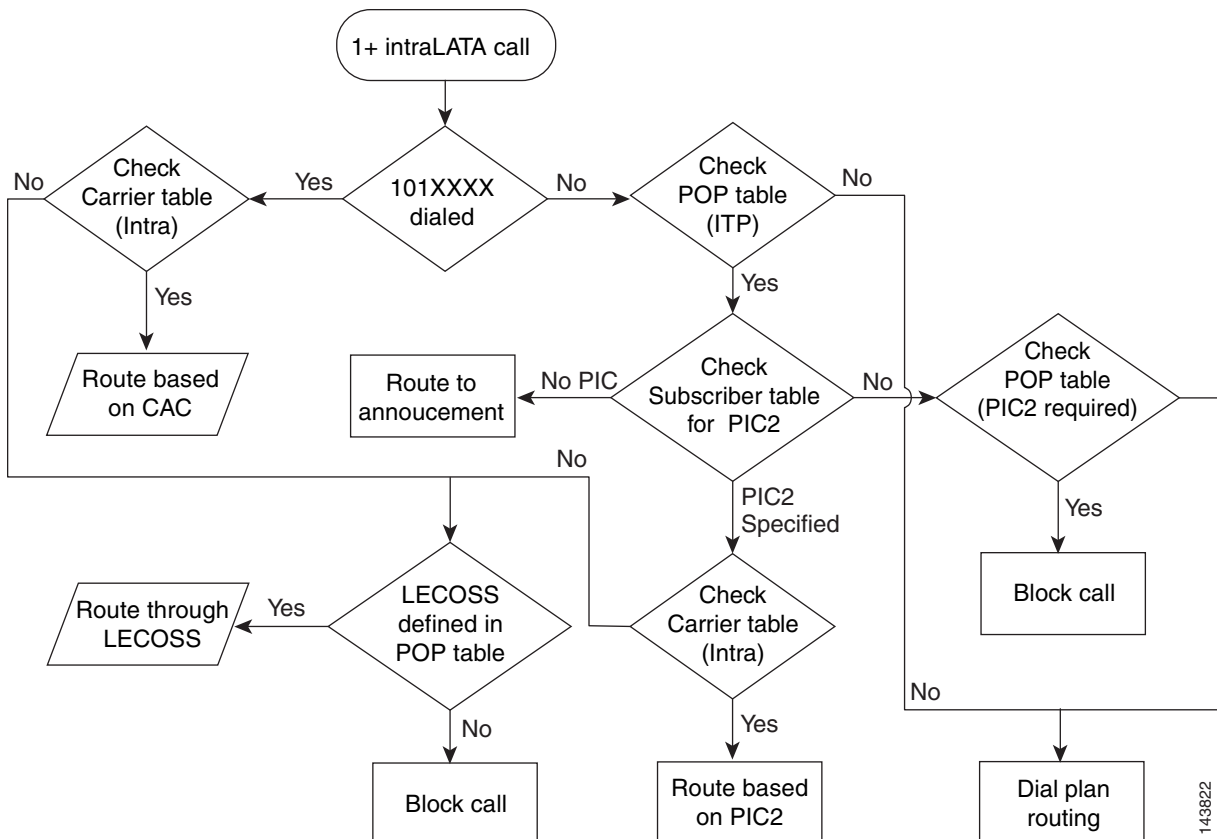 1+ intraLATA call
No
Check
Carrier table
(Intra)
Yes
101XXXX
dialed
No
Check
POP table
(ITP)
No
Yes
Yes
Route based
on CAC
Route to
annoucement
No PIC
Check
Subscriber table
for PIC2
No
Check
POP table
(PIC2 required)
No
PIC2
Specified
Yes
Route through
LECOSS
Yes
LECOSS
defined in
POP table
Check
Carrier table
(Intra)
Block call
No
No
Yes
Block call
Route based
on PIC2
Dial plan
routing
143822